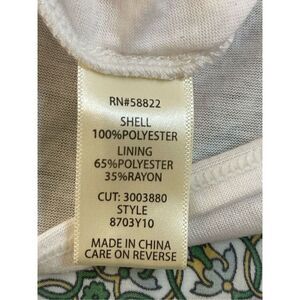 RN#58822
SHELL
100%POLYESTER
LINING
65%POLYESTER
35%RAYON
CUT: 3003880
STYLE
8703Y10
MADE IN CHINA
CARE ON REVERSE